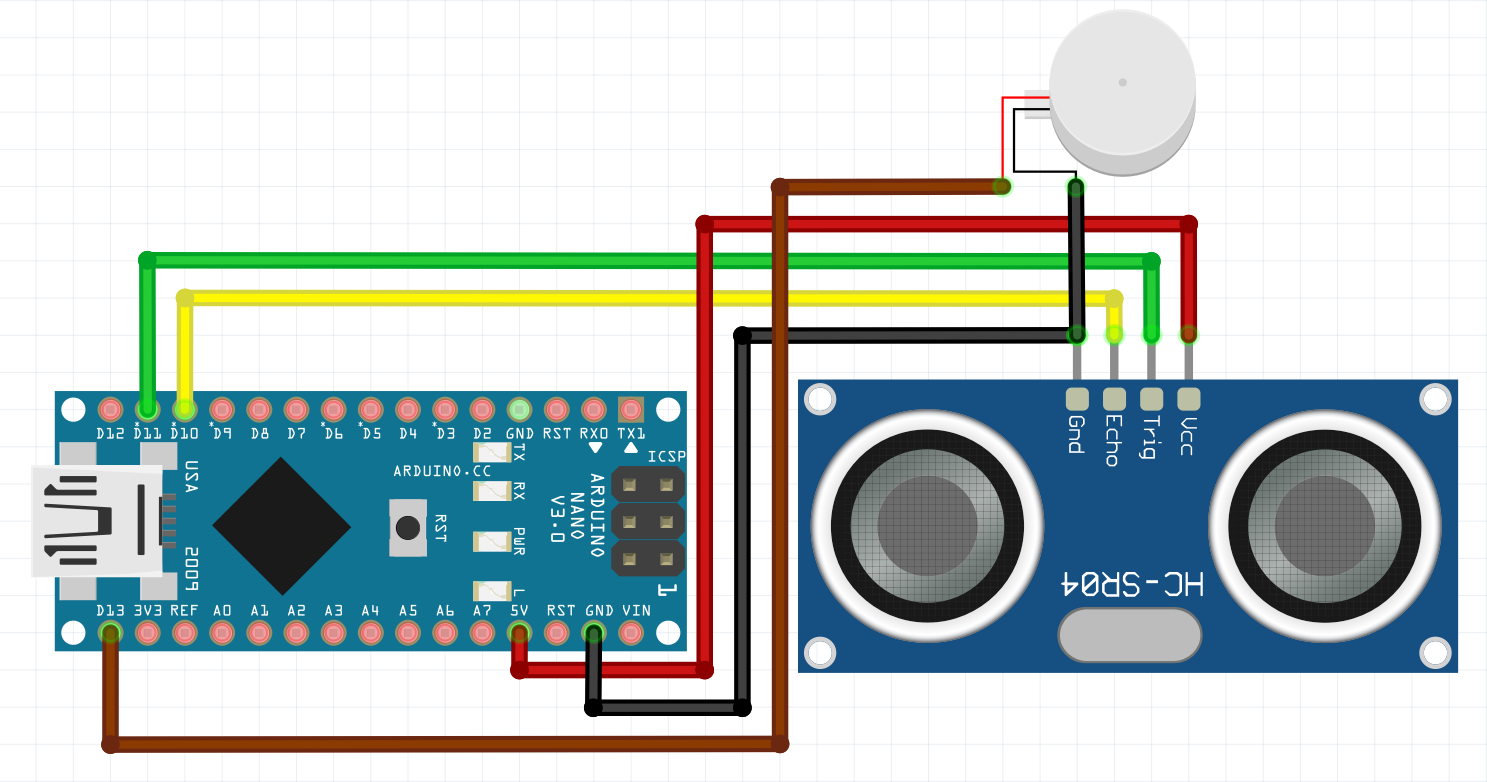 D12 D11 D10 D9 D8 D7 D6 D5 D4 D3 D2 GND RST RX0 TX1
* * * * * *
TX
RX
PWR
L
ICSP
ARDUINO.CC
USA
2009
RST
ARDUINO
NANO
V3.0
1
D13 3V3 REF A0 A1 A2 A3 A4 A5 A6 A7 5V RST GND VIN
Gnd
Echo
Trig
Vcc
HC-SR04